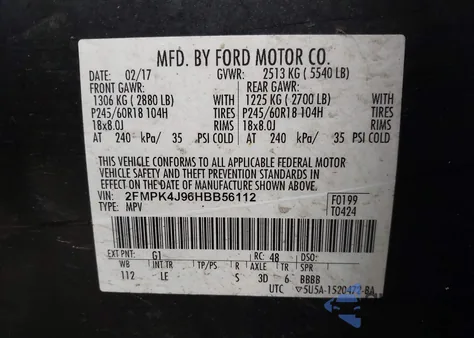 MFD. BY FORD MOTOR CO.
DATE: 02/17 GVWR: 2513 KG ( 5540 LB)
FRONT GAWR: REAR GAWR:
1306 KG ( 2880 LB) WITH 1225 KG ( 2700 LB) WITH
P245/60R18 104H TIRES P245/60R18 104H TIRES
18x8.0J RIMS 18x8.0J RIMS
AT 240 kPa/ 35 PSI COLD AT 240 kPa/ 35 PSI COLD
THIS VEHICLE CONFORMS TO ALL APPLICABLE FEDERAL MOTOR
VEHICLE SAFETY AND THEFT PREVENTION STANDARDS IN
EFFECT ON THE DATE OF MANUFACTURE SHOWN ABOVE.
VIN: 2FMPK4J96HBB56112 F0199
TYPE: MPV T0424
EXT PNT: G1 RC: 48 DSO:
WB INT TR TP/PS R AXLE TR SPR
112 LE S 3D 6 BBBB
UTC ▽5U5A-1520472-BA